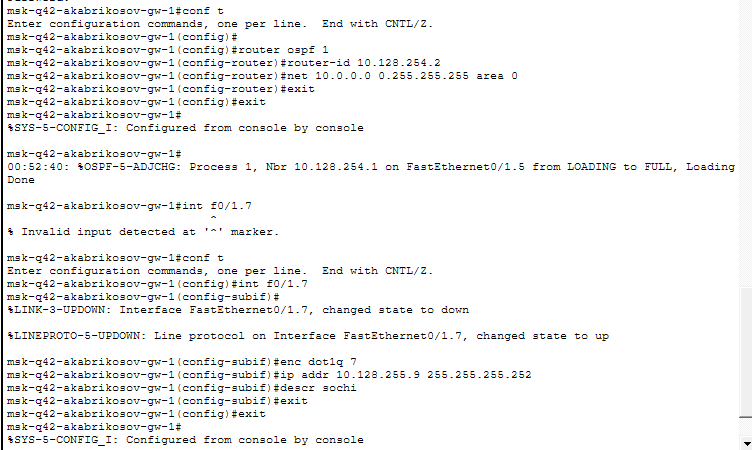 msk-q42-akabrikosov-gw-1#conf t
Enter configuration commands, one per line.  End with CNTL/Z.
msk-q42-akabrikosov-gw-1(config)#
msk-q42-akabrikosov-gw-1(config)#router ospf 1
msk-q42-akabrikosov-gw-1(config-router)#router-id 10.128.254.2
msk-q42-akabrikosov-gw-1(config-router)#net 10.0.0.0 0.255.255.255 area 0
msk-q42-akabrikosov-gw-1(config-router)#exit
msk-q42-akabrikosov-gw-1(config)#exit
msk-q42-akabrikosov-gw-1#
%SYS-5-CONFIG_I: Configured from console by console
msk-q42-akabrikosov-gw-1#
00:52:40: %OSPF-5-ADJCHG: Process 1, Nbr 10.128.254.1 on FastEthernet0/1.5 from LOADING to FULL, Loading
Done
msk-q42-akabrikosov-gw-1#int f0/1.7
^
% Invalid input detected at '^' marker.
msk-q42-akabrikosov-gw-1#conf t
Enter configuration commands, one per line.  End with CNTL/Z.
msk-q42-akabrikosov-gw-1(config)#int f0/1.7
msk-q42-akabrikosov-gw-1(config-subif)#
%LINK-3-UPDOWN: Interface FastEthernet0/1.7, changed state to down
%LINEPROTO-5-UPDOWN: Line protocol on Interface FastEthernet0/1.7, changed state to up
msk-q42-akabrikosov-gw-1(config-subif)#enc dot1q 7
msk-q42-akabrikosov-gw-1(config-subif)#ip addr 10.128.255.9 255.255.255.252
msk-q42-akabrikosov-gw-1(config-subif)#descr sochi
msk-q42-akabrikosov-gw-1(config-subif)#exit
msk-q42-akabrikosov-gw-1(config)#exit
msk-q42-akabrikosov-gw-1#
%SYS-5-CONFIG_I: Configured from console by console